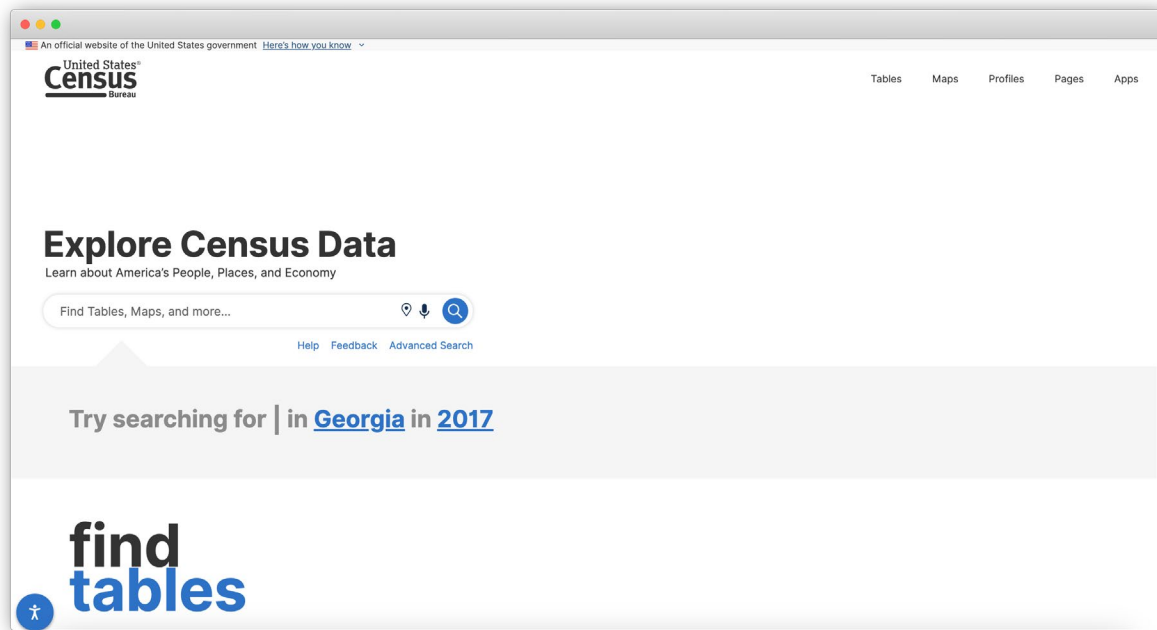 An official website of the United States government Here's how you know
United States®
Census
Bureau
Tables Maps Profiles Pages Apps
Explore Census Data
Learn about America's People, Places, and Economy
Find Tables, Maps, and more...
Help Feedback Advanced Search
Try searching for | in Georgia in 2017
find
tables